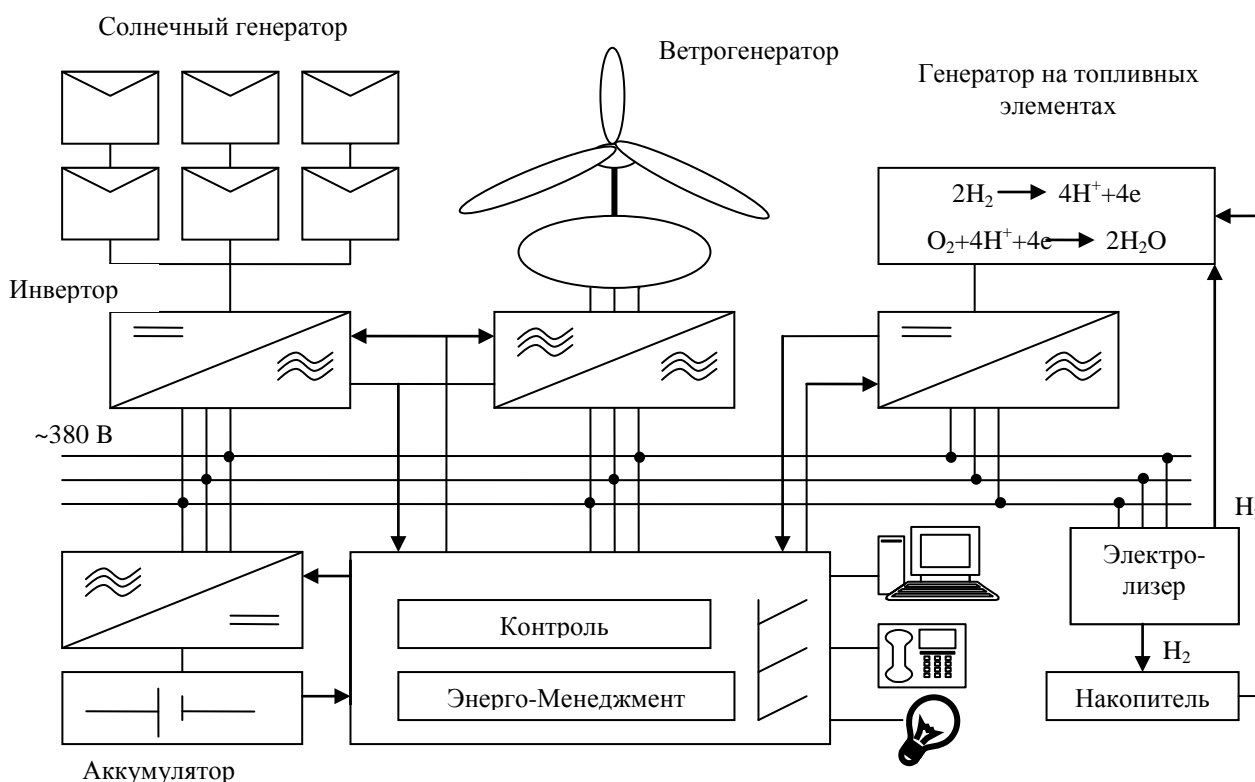 Солнечный генератор
Ветрогенератор
Генератор на топливных
элементах
2H₂ → 4H⁺+4e
O₂+4H⁺+4e → 2H₂O
Инвертор
~380 В
H
Электро-
лизер
Контроль
H₂
Энерго-Менеджмент
Накопитель
Аккумулятор